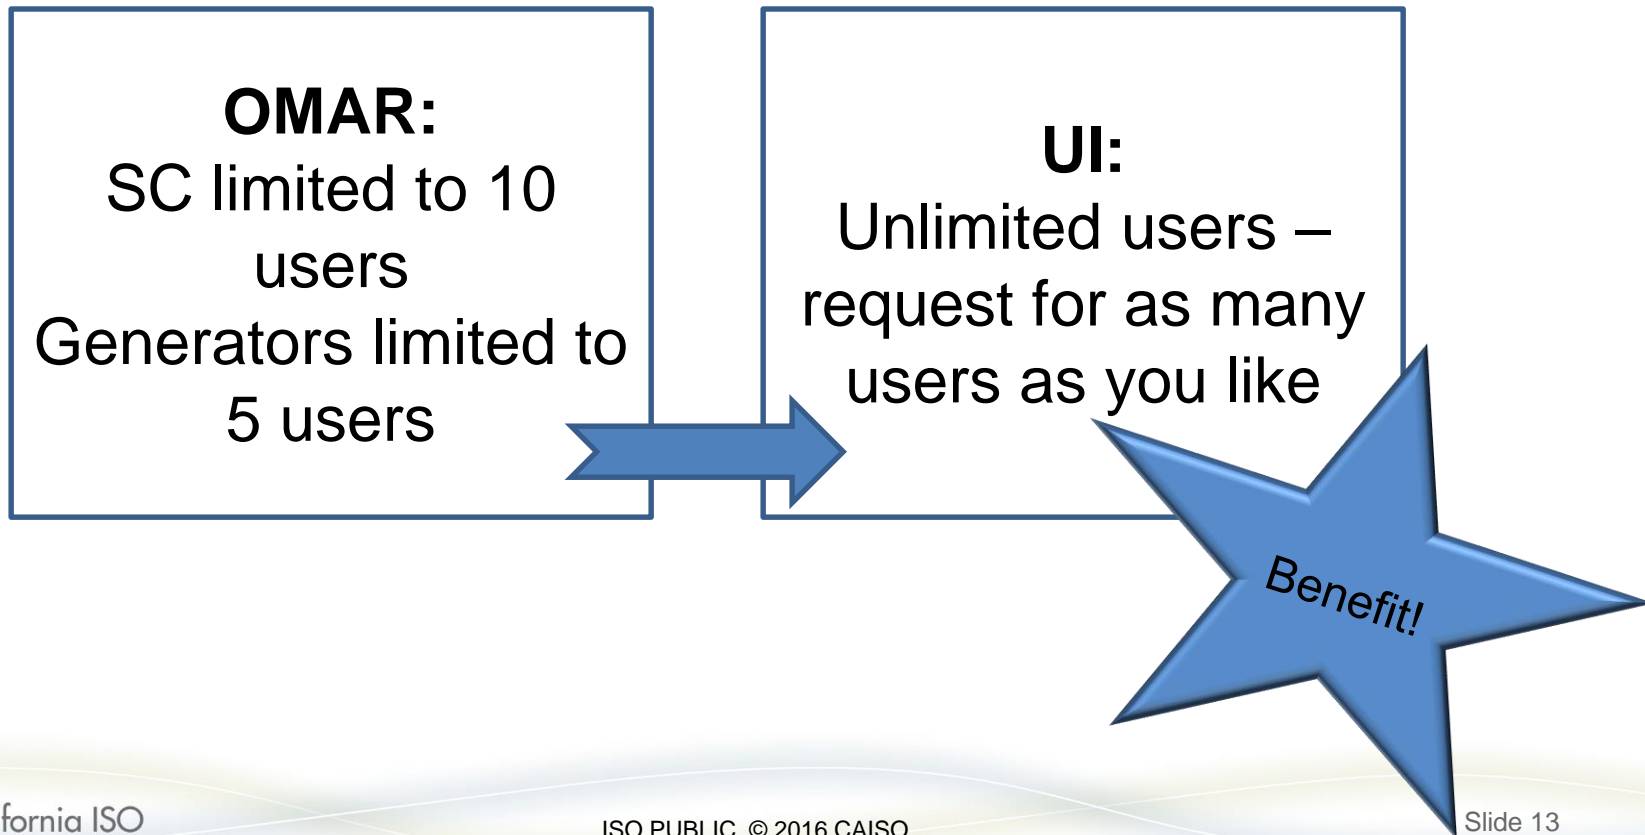 OMAR:
SC limited to 10
users
Generators limited to
5 users
UI:
Unlimited users –
request for as many
users as you like
Benefit!
fornia ISO
ISO PUBLIC © 2016 CAISO
Slide 13